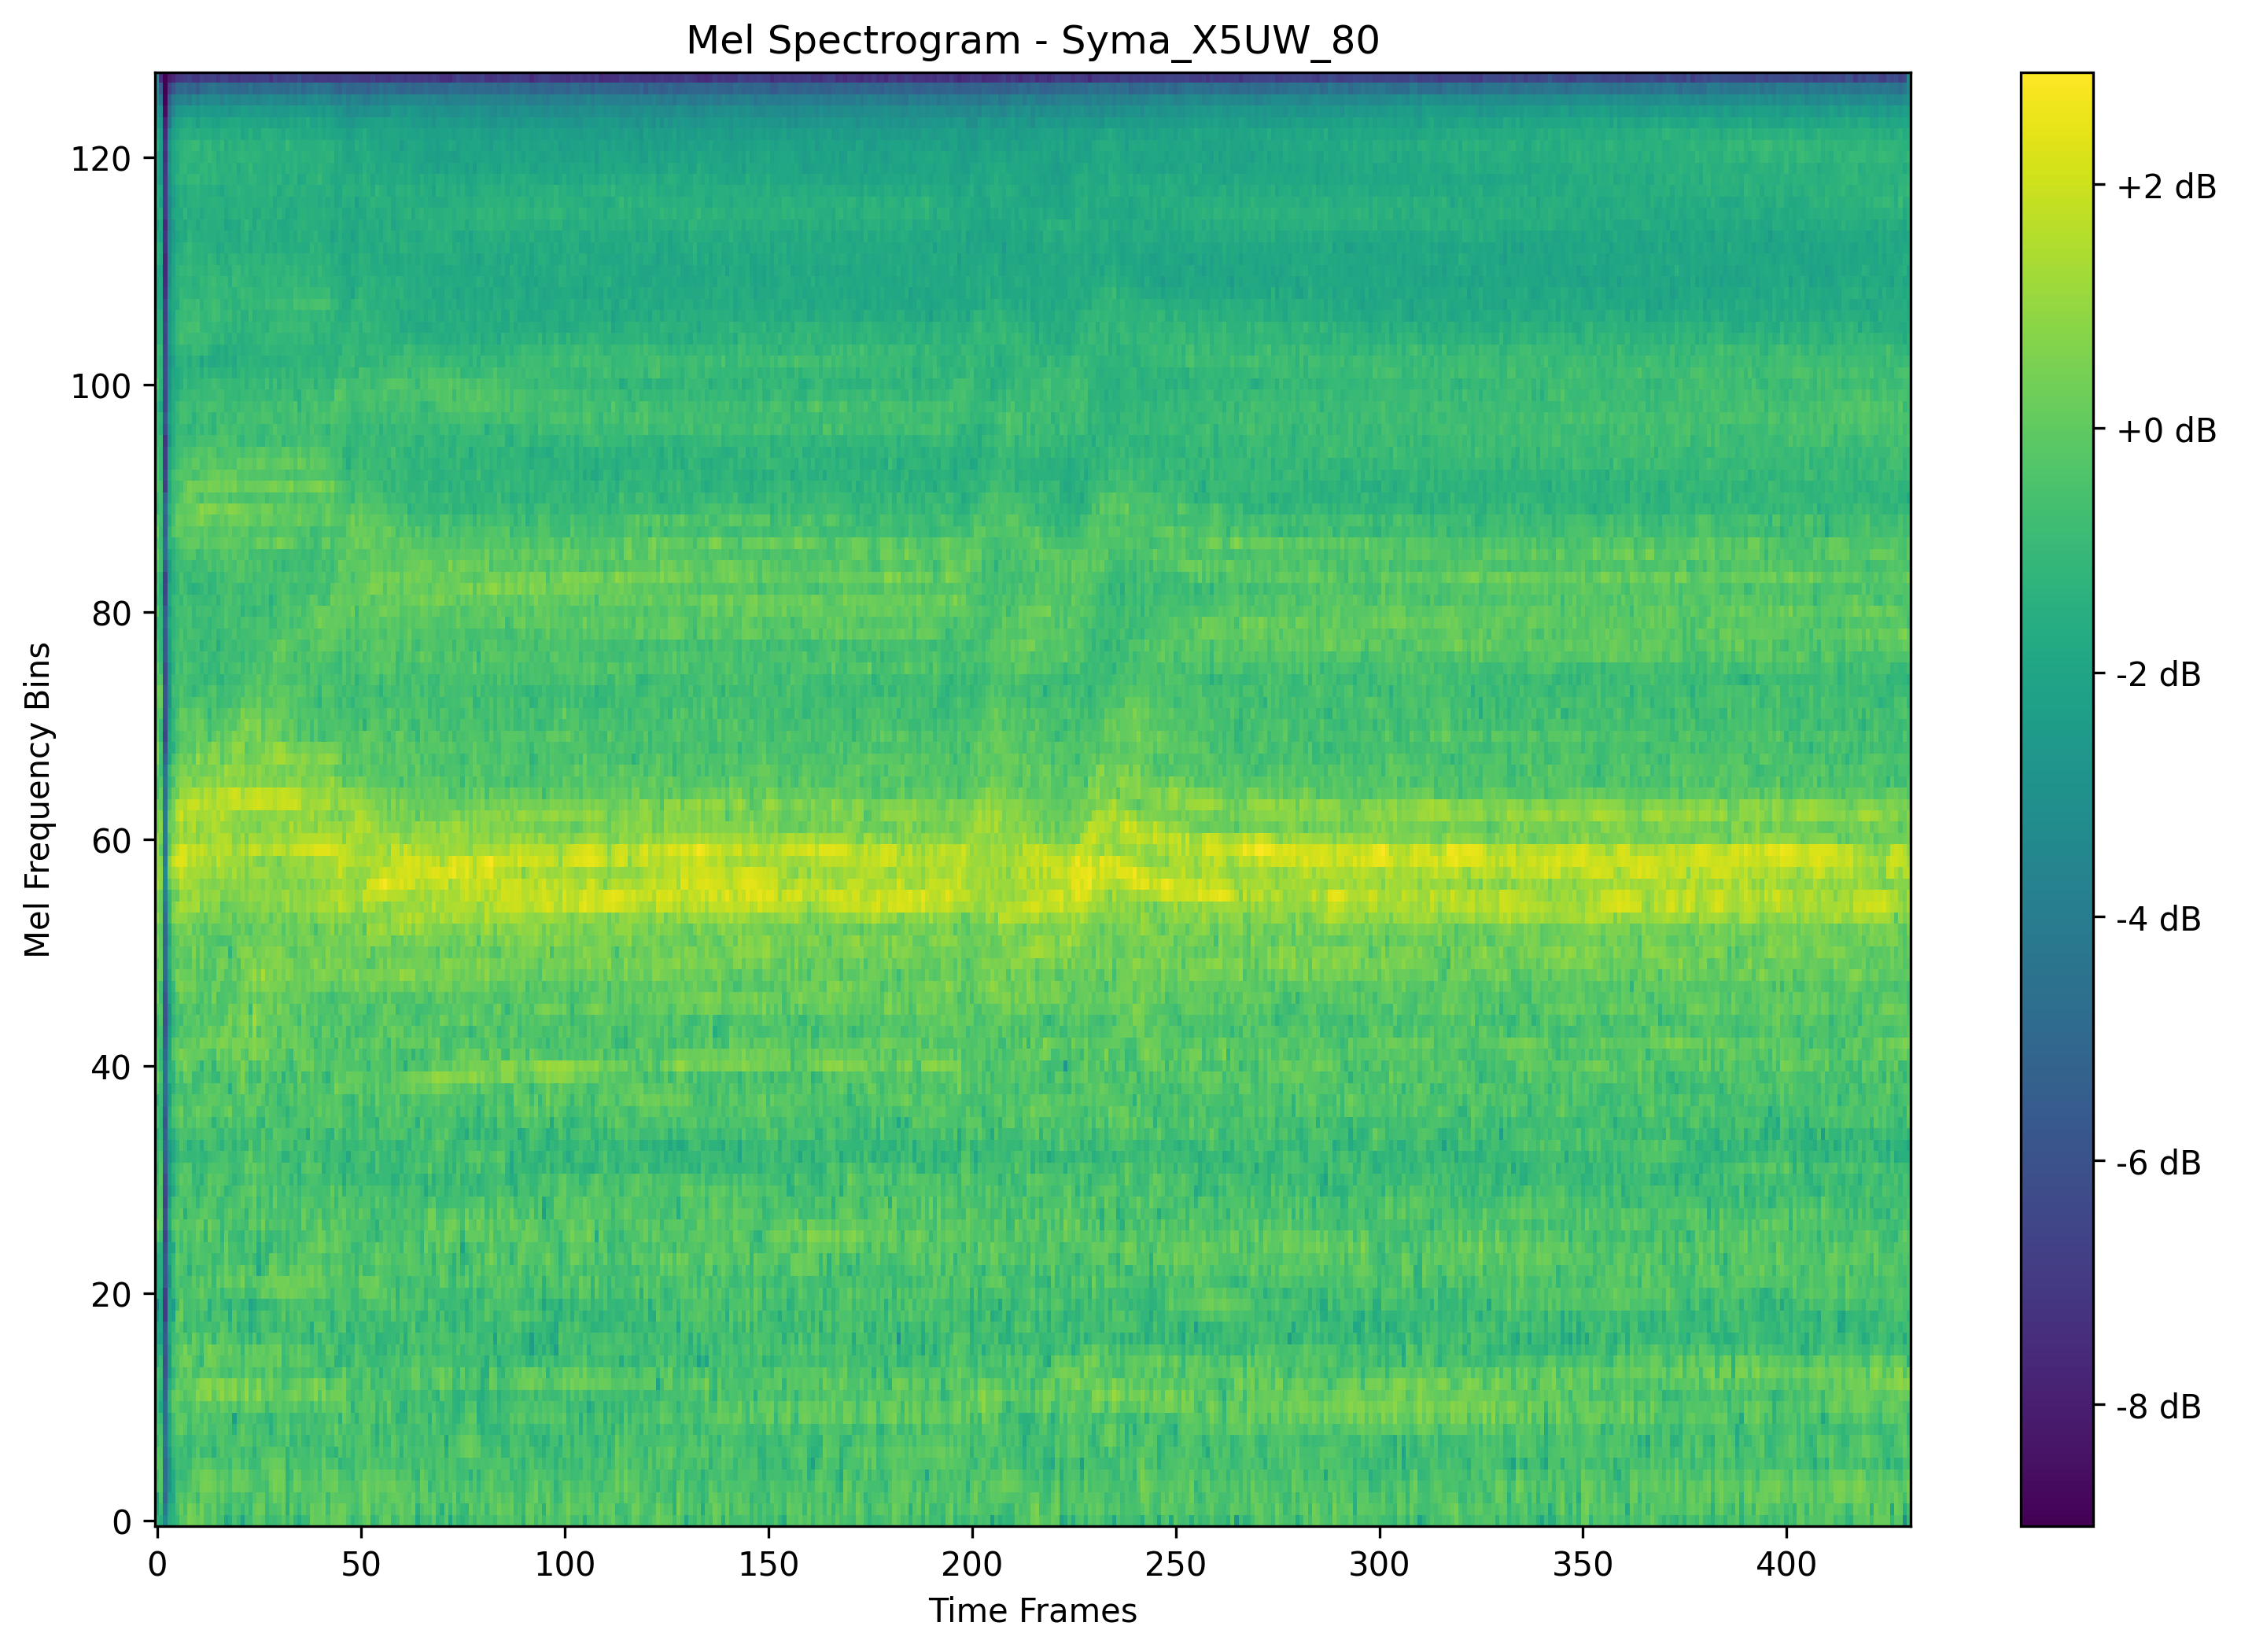 Mel Spectrogram - Syma_X5UW_80
Mel Frequency Bins
120
100
80
60
40
20
0
0 50 100 150 200 250 300 350 400
Time Frames
+2 dB
+0 dB
-2 dB
-4 dB
-6 dB
-8 dB